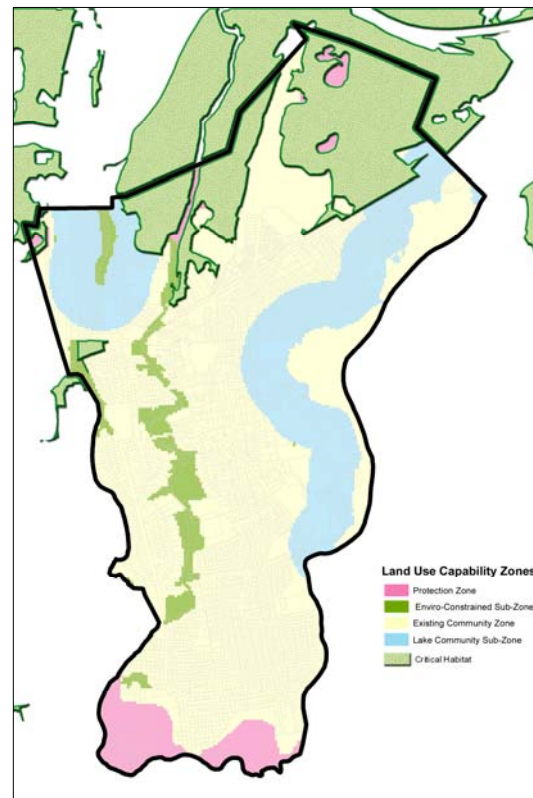 Land Use Capability Zones
Protection Zone
Enviro-Constrained Sub-Zone
Existing Community Zone
Lake Community Sub-Zone
Critical Habitat